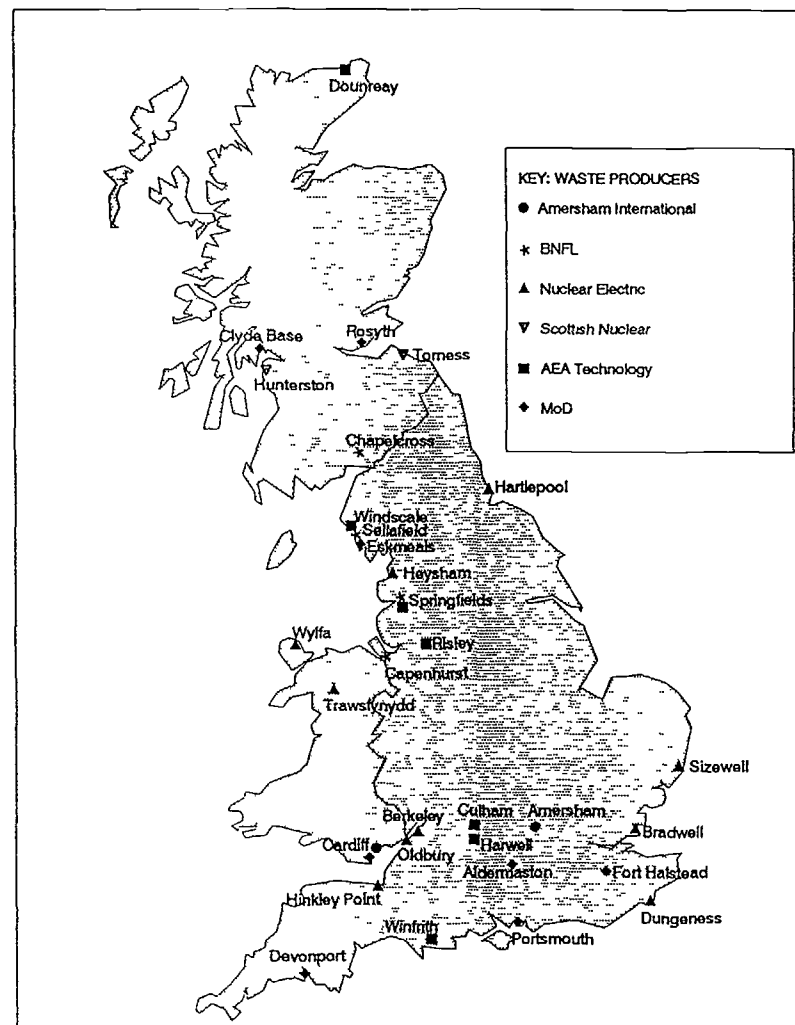 Dounreay
KEY: WASTE PRODUCERS
Amersham International
BNFL
Nuclear Electric
Scottish Nuclear
AEA Technology
MoD
Clyde Base
Rosyth
Torness
Hunterston
Chapelcross
Hartlepool
Windscale
Sellafield
Eskmeals
Heysham
Springfields
Wylfa
Risley
Capenhurst
Trawsfynydd
Sizewell
Berkeley
Culham
Amersham
Bradwell
Cardiff
Oldbury
Harwell
Aldermaston
Fort Halstead
Hinkley Point
Dungeness
Winfrith
Portsmouth
Devonport